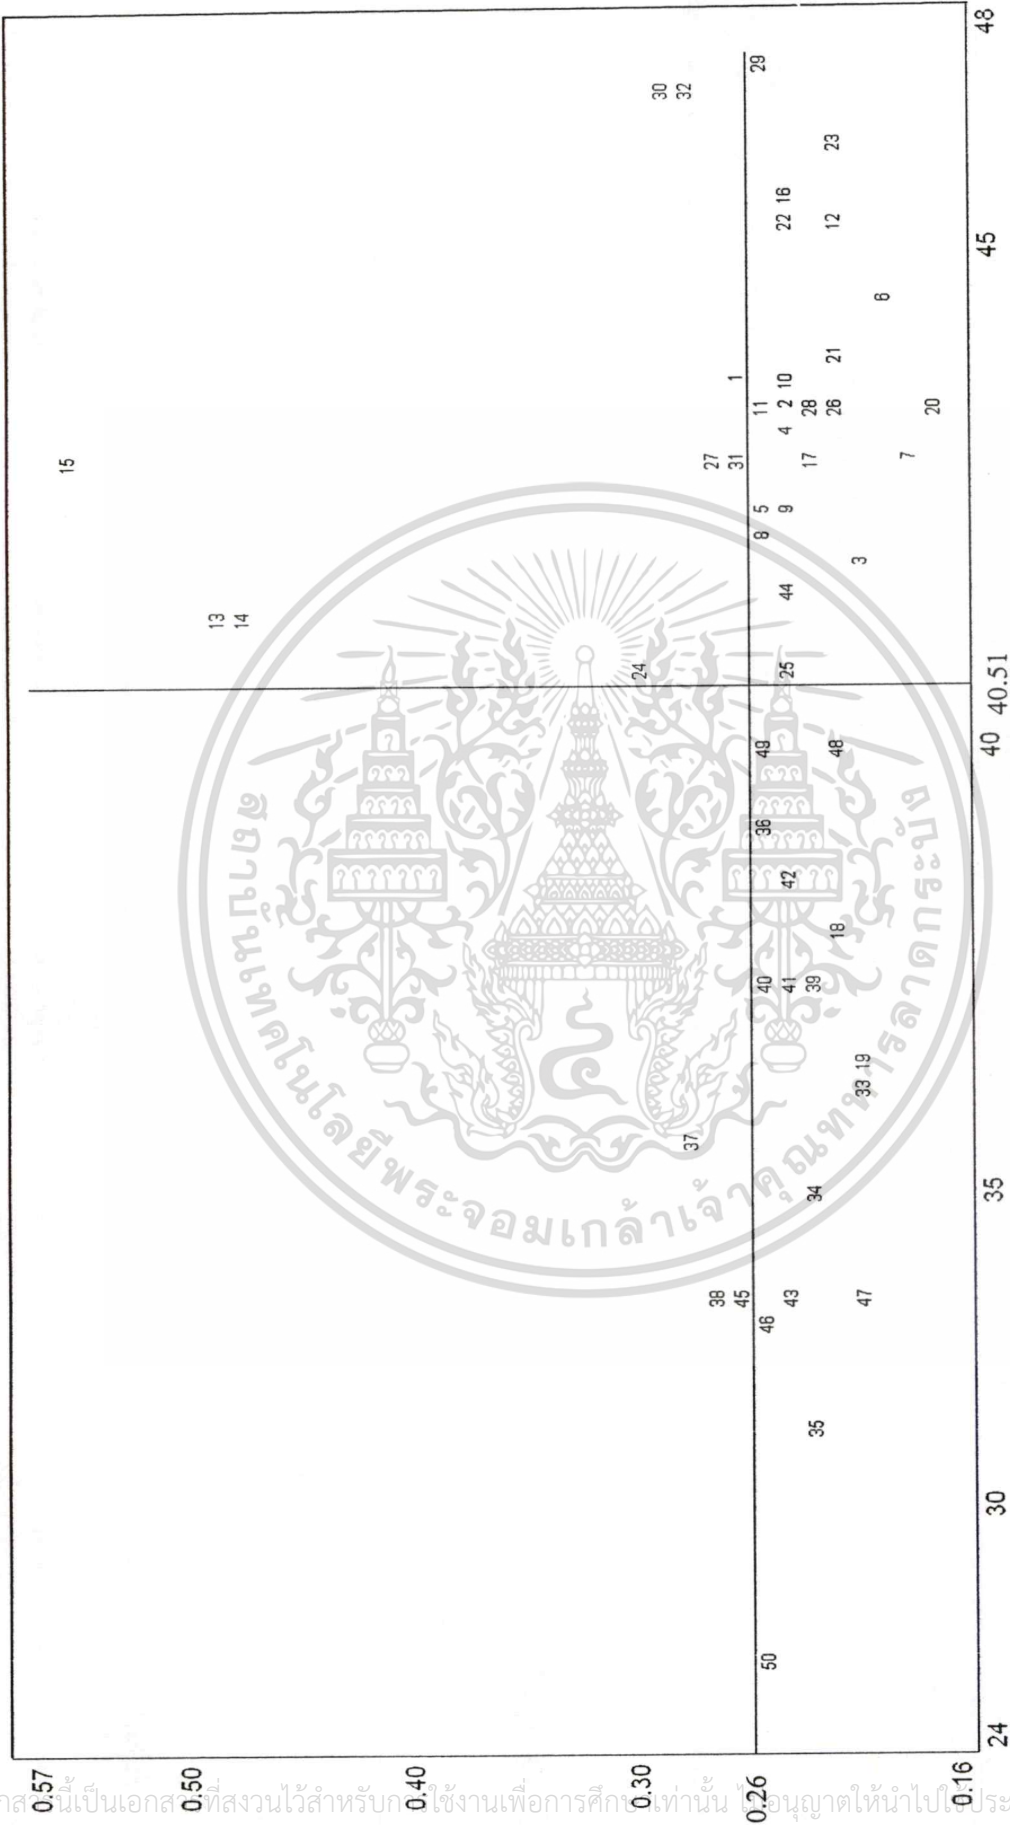 0.57
15
0.50
13
14
0.40
0.30 24
30
32
37
38 27
45 31 1
0.26 50 46 40 36 49 8 5 11 29
43 41 42 25 44 9 4 2 10 22 16
35 34 39 17 28
18 48 26 21 12 23
47 33 19 3
6
7
20
0.16
24 30 35 40 40.51 45 48
สถาบันเทคโนโลยีพระจอมเกล้าเจ้าคุณทหารลาดกระบัง
กสารนี้เป็นเอกสารที่สงวนไว้สำหรับการใช้งานเพื่อการศึกษาเท่านั้น ไม่อนุญาตให้นำไปใช้ประ